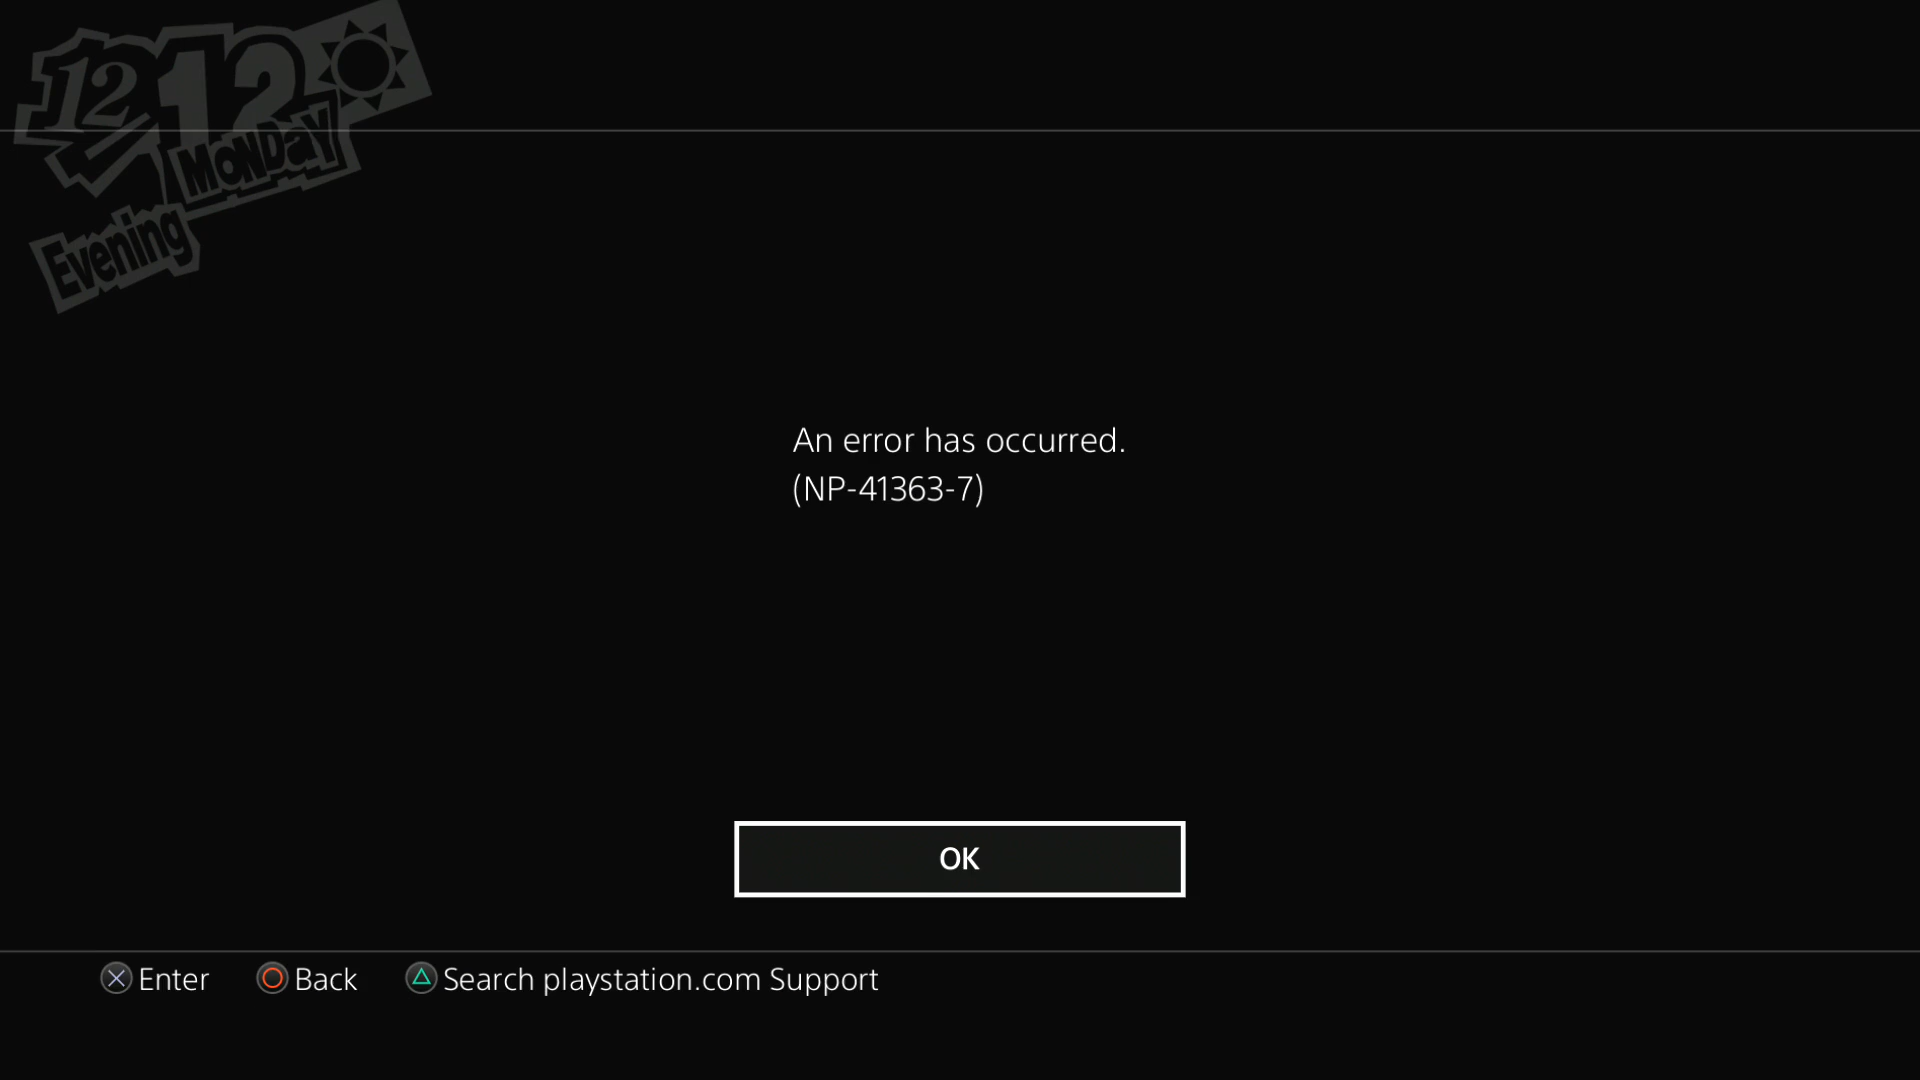 12
12
MONDAY
Evening
An error has occurred.
(NP-41363-7)
OK
Enter Back Search playstation.com Support